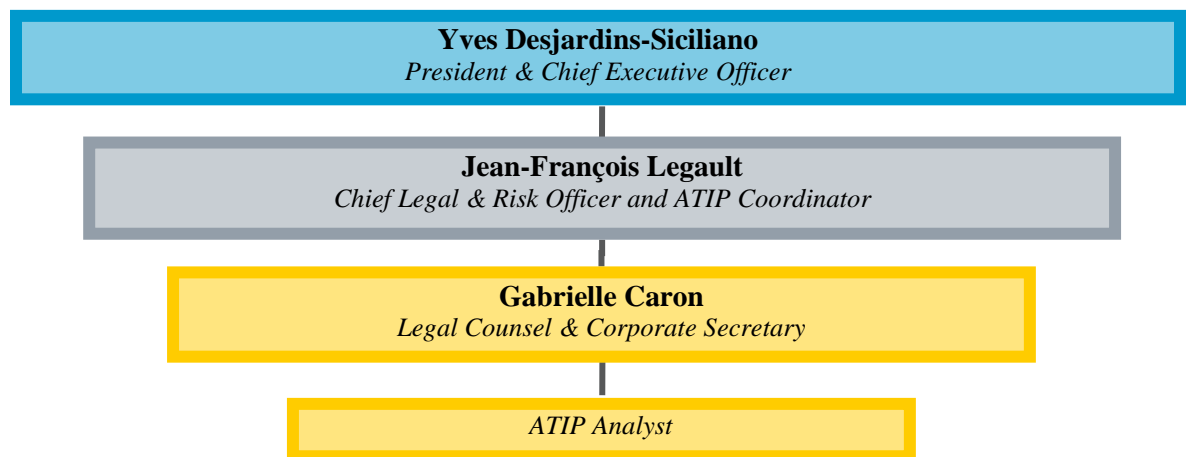 Yves Desjardins-Siciliano
President & Chief Executive Officer
Jean-François Legault
Chief Legal & Risk Officer and ATIP Coordinator
Gabrielle Caron
Legal Counsel & Corporate Secretary
ATIP Analyst